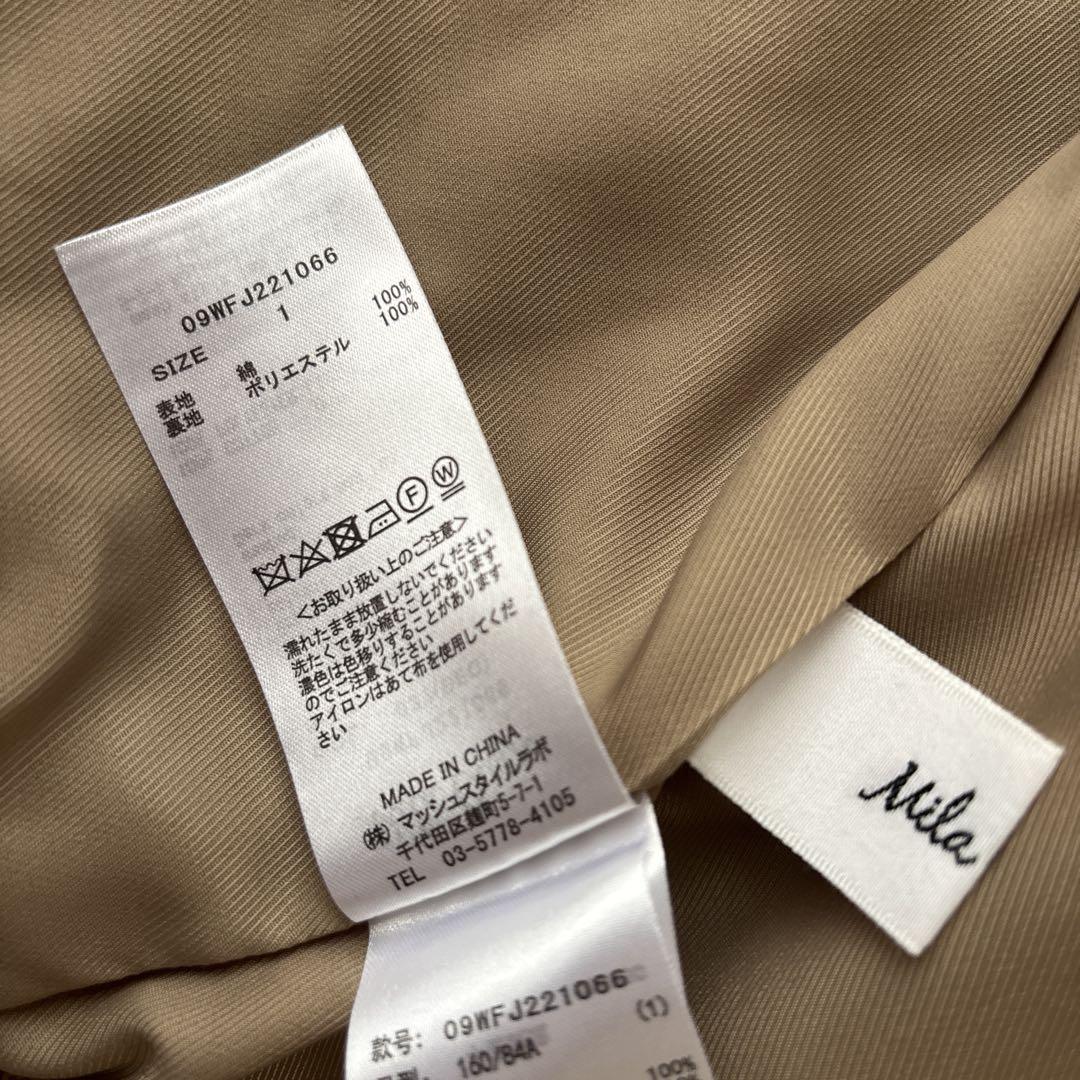 09WFJ221066
SIZE 1
表地 綿 100%
裏地 ポリエステル 100%
F W
<お取り扱い上のご注意>
濡れたまま放置しないでください
洗たくで多少縮むことがあります
濃色は色移りすることがあります
のでご注意ください
アイロンはあて布を使用してくだ
さい
MADE IN CHINA
(株) マッシュスタイルラボ
千代田区麹町5-7-1
TEL 03-5778-4105
Mila
款号: 09WFJ221066
(1)
160/84A
100%